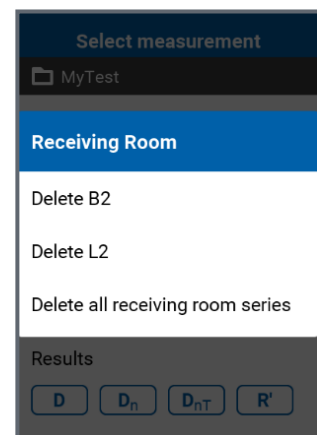 Select measurement
MyTest
Receiving Room
Delete B2
Delete L2
Delete all receiving room series
Results
D Dₙ DₙT R'